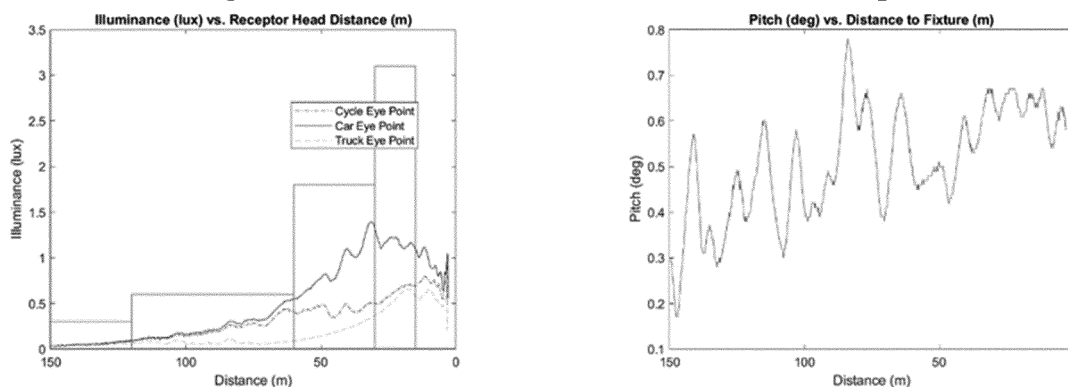 Illuminance (lux) vs. Receptor Head Distance (m)
3.5
3
2.5
2
1.5
1
0.5
0
Illuminance (lux)
Cycle Eye Point
Car Eye Point
Truck Eye Point
150
100
50
0
Distance (m)
Pitch (deg) vs. Distance to Fixture (m)
0.8
0.7
0.6
0.5
0.4
0.3
0.2
0.1
Pitch (deg)
150
100
50
Distance (m)